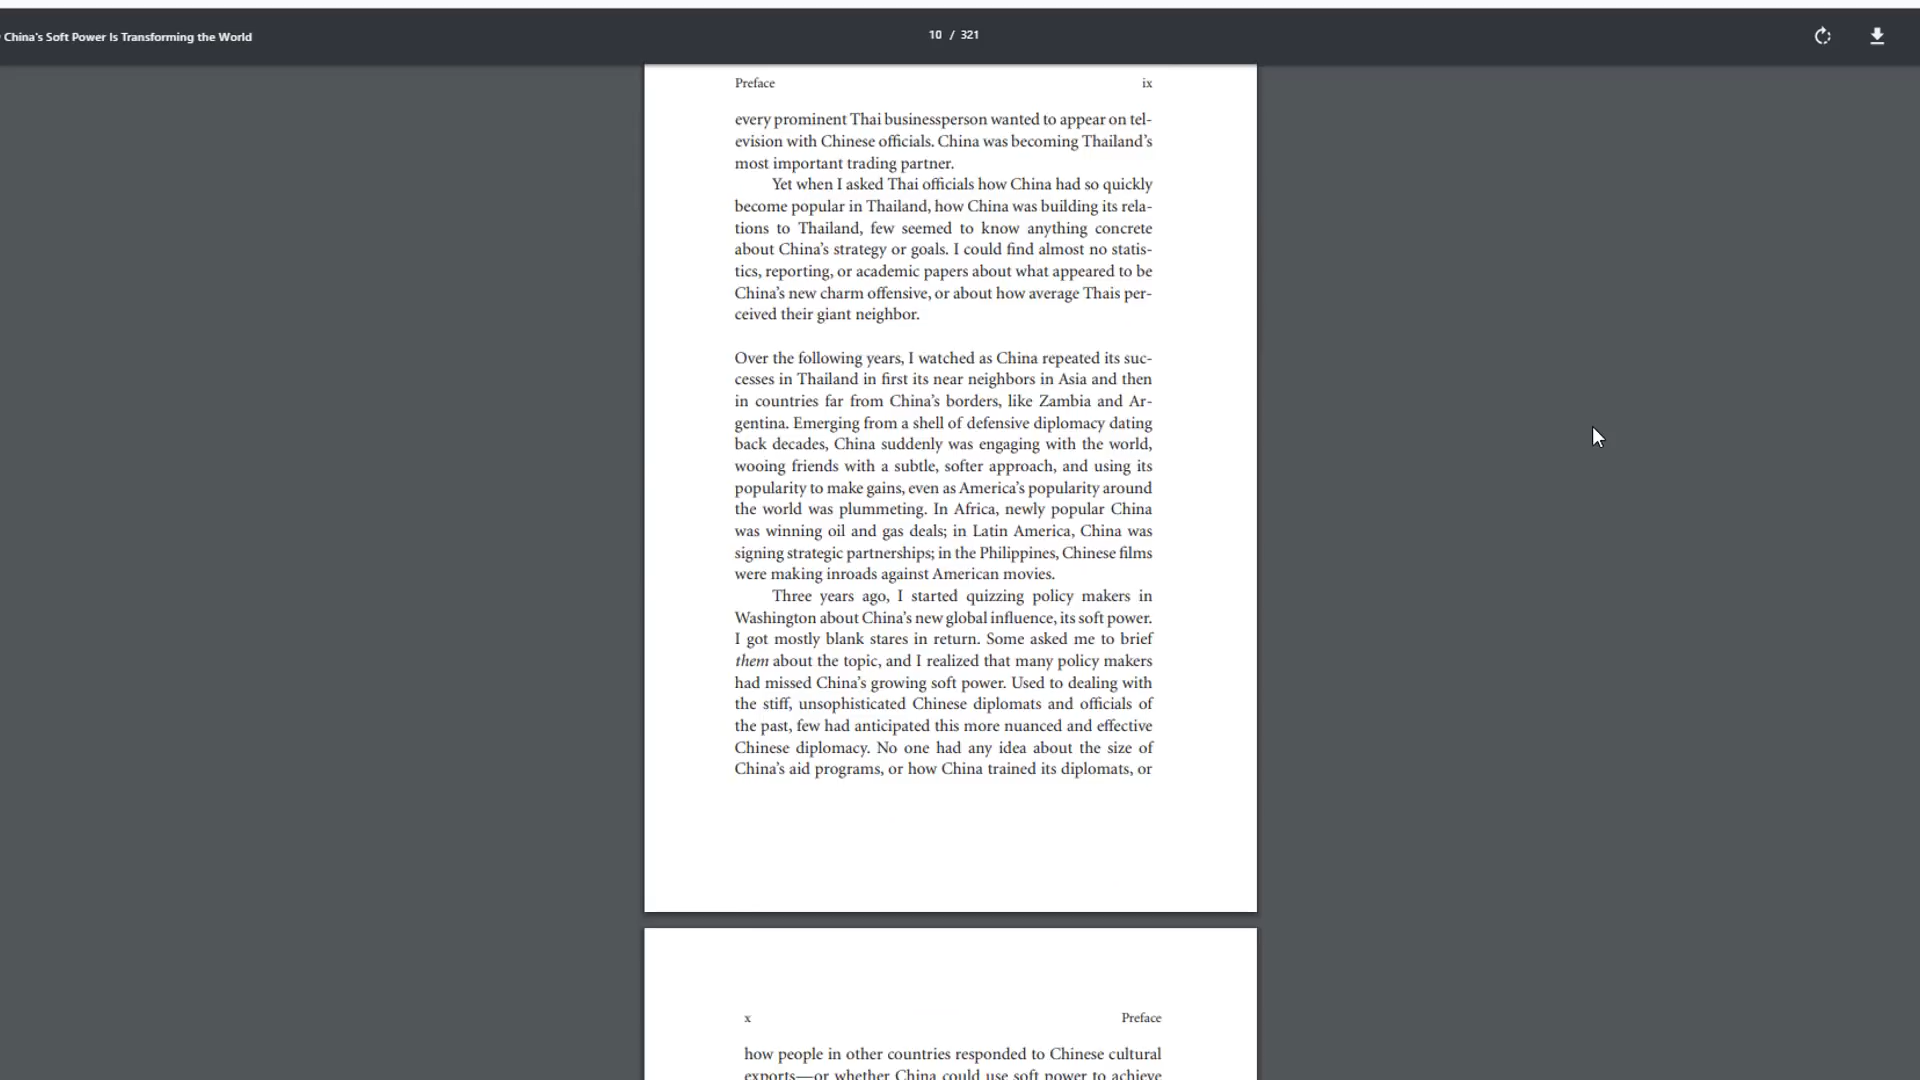 China's Soft Power Is Transforming the World
10 / 321
Preface ix
every prominent Thai businessperson wanted to appear on tel-
evision with Chinese officials. China was becoming Thailand's
most important trading partner.
Yet when I asked Thai officials how China had so quickly
become popular in Thailand, how China was building its rela-
tions to Thailand, few seemed to know anything concrete
about China's strategy or goals. I could find almost no statis-
tics, reporting, or academic papers about what appeared to be
China's new charm offensive, or about how average Thais per-
ceived their giant neighbor.
Over the following years, I watched as China repeated its suc-
cesses in Thailand in first its near neighbors in Asia and then
in countries far from China's borders, like Zambia and Ar-
gentina. Emerging from a shell of defensive diplomacy dating
back decades, China suddenly was engaging with the world,
wooing friends with a subtle, softer approach, and using its
popularity to make gains, even as America's popularity around
the world was plummeting. In Africa, newly popular China
was winning oil and gas deals; in Latin America, China was
signing strategic partnerships; in the Philippines, Chinese films
were making inroads against American movies.
Three years ago, I started quizzing policy makers in
Washington about China's new global influence, its soft power.
I got mostly blank stares in return. Some asked me to brief
them about the topic, and I realized that many policy makers
had missed China's growing soft power. Used to dealing with
the stiff, unsophisticated Chinese diplomats and officials of
the past, few had anticipated this more nuanced and effective
Chinese diplomacy. No one had any idea about the size of
China's aid programs, or how China trained its diplomats, or
x Preface
how people in other countries responded to Chinese cultural
exports—or whether China could use soft power to achieve